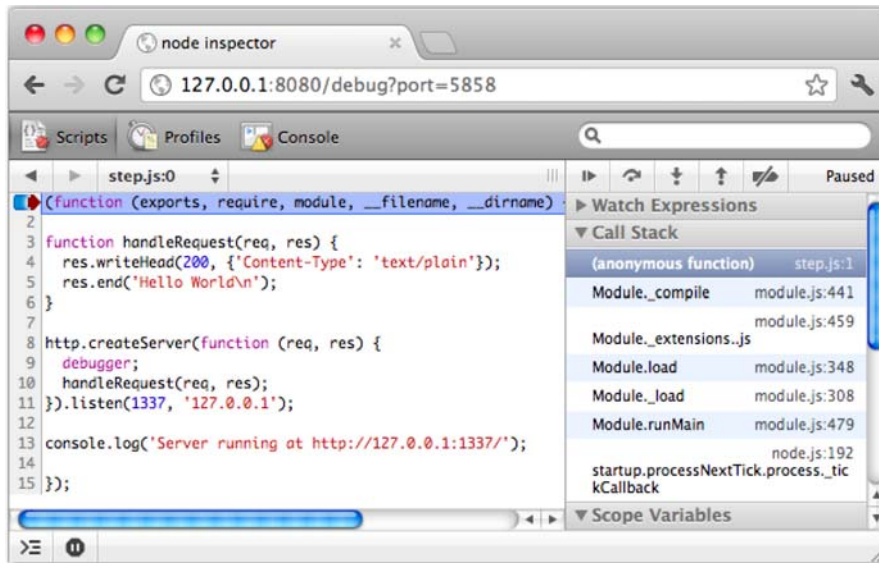 node inspector
127.0.0.1:8080/debug?port=5858
Scripts Profiles Console
step.js:0 Paused
(function (exports, require, module, __filename, __dirname)
2
3 function handleRequest(req, res) {
4 res.writeHead(200, {'Content-Type': 'text/plain'});
5 res.end('Hello World\n');
6 }
7
8 http.createServer(function (req, res) {
9 debugger;
10 handleRequest(req, res);
11 }).listen(1337, '127.0.0.1');
12
13 console.log('Server running at http://127.0.0.1:1337/');
14
15 });
Watch Expressions
Call Stack
(anonymous function) step.js:1
Module._compile module.js:441
module.js:459
Module._extensions..js
Module.load module.js:348
Module._load module.js:308
Module.runMain module.js:479
node.js:192
startup.processNextTick.process._tic
kCallback
Scope Variables